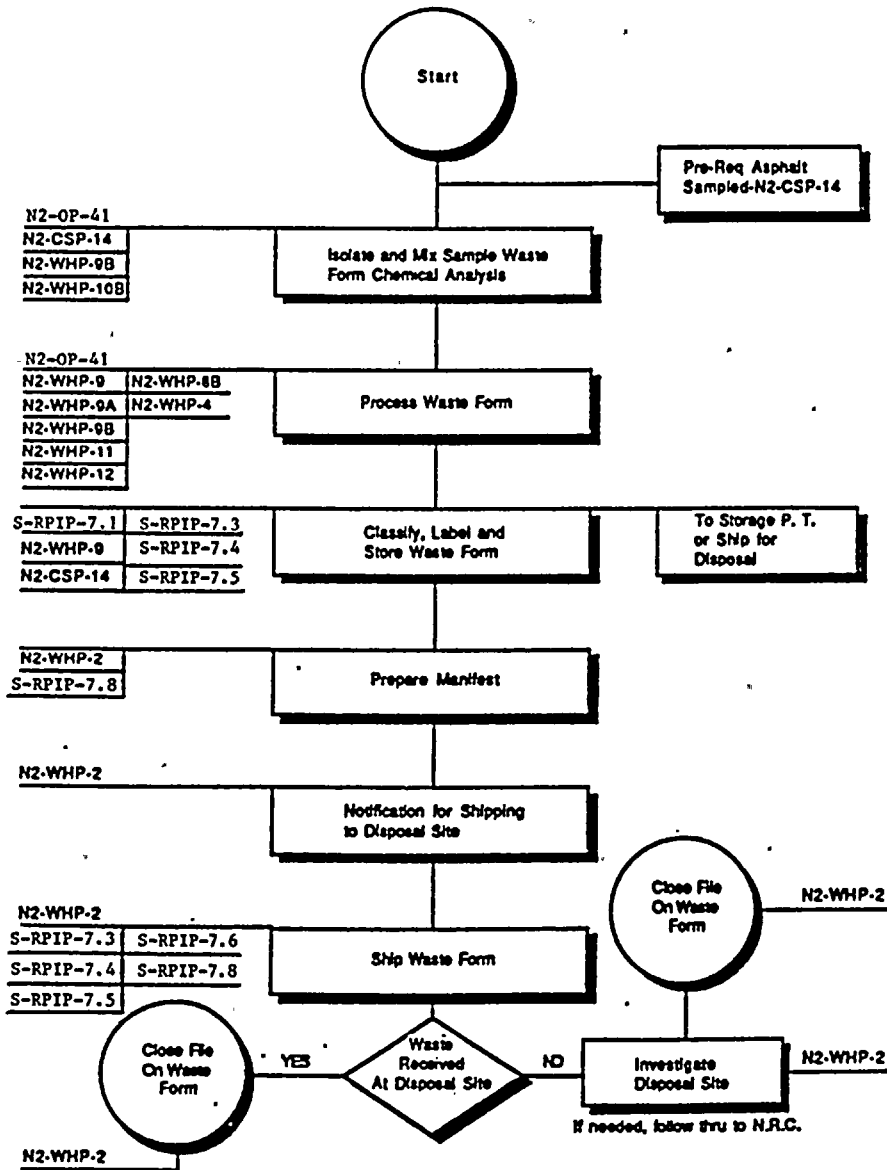 Start
Pre-Req Asphalt
Sampled-N2-CSP-14
N2-OP-41
N2-CSP-14
N2-WHP-9B
N2-WHP-10B
Isolate and Mix Sample Waste
Form Chemical Analysis
N2-OP-41
N2-WHP-9
N2-WHP-8B
N2-WHP-9A
N2-WHP-4
N2-WHP-9B
N2-WHP-11
N2-WHP-12
Process Waste Form
S-RPIP-7.1
S-RPIP-7.3
N2-WHP-9
S-RPIP-7.4
N2-CSP-14
S-RPIP-7.5
Classify, Label and
Store Waste Form
To Storage P. T.
or Ship for
Disposal
N2-WHP-2
S-RPIP-7.8
Prepare Manifest
N2-WHP-2
Notification for Shipping
to Disposal Site
N2-WHP-2
S-RPIP-7.3
S-RPIP-7.6
S-RPIP-7.4
S-RPIP-7.8
S-RPIP-7.5
Ship Waste Form
Close File
On Waste
Form
N2-WHP-2
Close File
On Waste
Form
YES
Waste
Received
At Disposal Site
NO
Investigate
Disposal Site
N2-WHP-2
If needed, follow thru to N.R.C.
N2-WHP-2